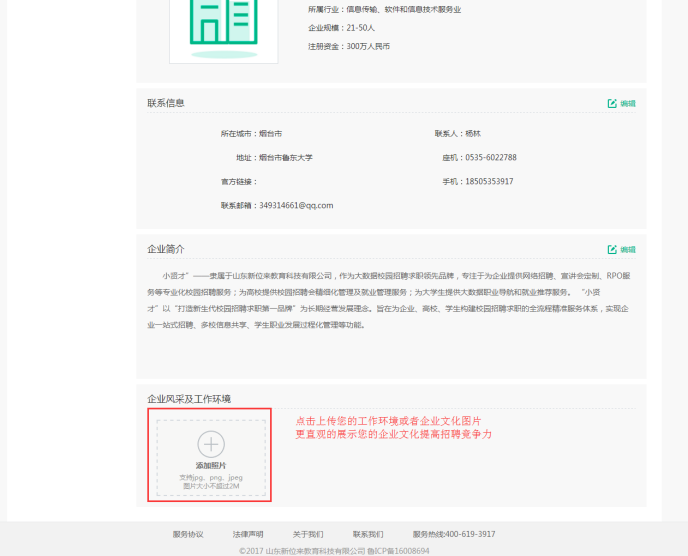 所属行业：信息传输、软件和信息技术服务业
企业规模：21-50人
注册资金：300万人民币
联系信息
编辑
所在城市：烟台市
联系人：杨林
地址：烟台市鲁东大学
座机：0535-6022788
官方链接：
手机：18505353917
联系邮箱：349314661@qq.com
企业简介
编辑
小贤才”——隶属于山东新位来教育科技有限公司，作为大数据校园招聘求职领先品牌，专注于为企业提供网络招聘、宣讲会定制、RPO服
务等专业化校园招聘服务；为高校提供校园招聘会精细化管理及就业管理服务；为大学生提供大数据职业导航和就业推荐服务。“小贤
才”以“打造新生代校园招聘求职第一品牌”为长期经营发展理念。旨在为企业、高校、学生构建校园招聘求职的全流程精准服务体系，实现企
业一站式招聘、多校信息共享、学生职业发展过程化管理等功能。
企业风采及工作环境
点击上传您的工作环境或者企业文化图片
更直观的展示您的企业文化提高招聘竞争力
添加照片
支持jpg、png、jpeg
图片大小不超过2M
服务协议
法律声明
关于我们
联系我们
服务热线:400-619-3917
©2017 山东新位来教育科技有限公司 鲁ICP备16008694